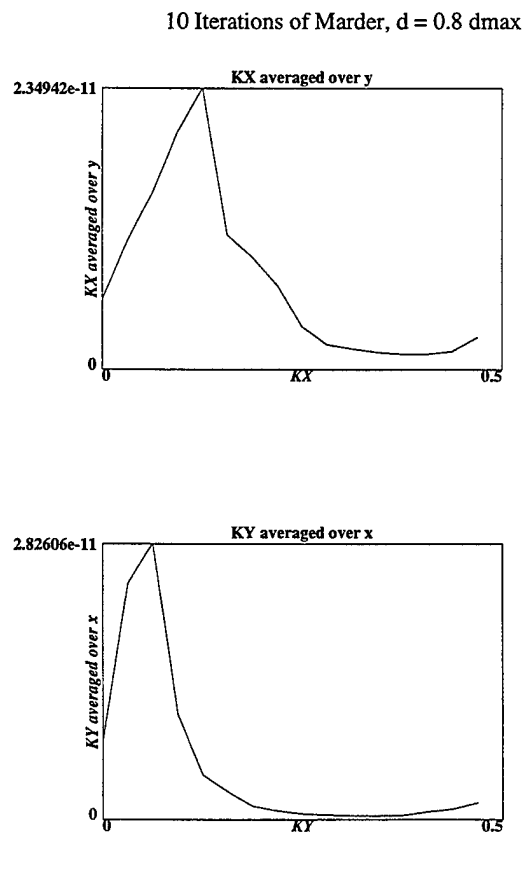 10 Iterations of Marder, d = 0.8 dmax
KX averaged over y
2.34942e-11
KX averaged over y
0
0
KX
0.5
KY averaged over x
2.82606e-11
KY averaged over x
0
0
KY
0.5